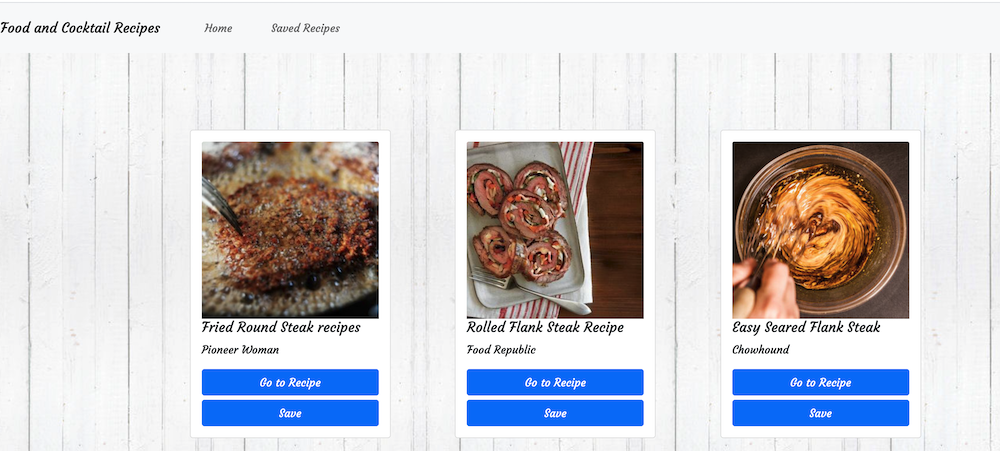 Food and Cocktail Recipes Home Saved Recipes
Fried Round Steak recipes
Pioneer Woman
Go to Recipe
Save
Rolled Flank Steak Recipe
Food Republic
Go to Recipe
Save
Easy Seared Flank Steak
Chowhound
Go to Recipe
Save